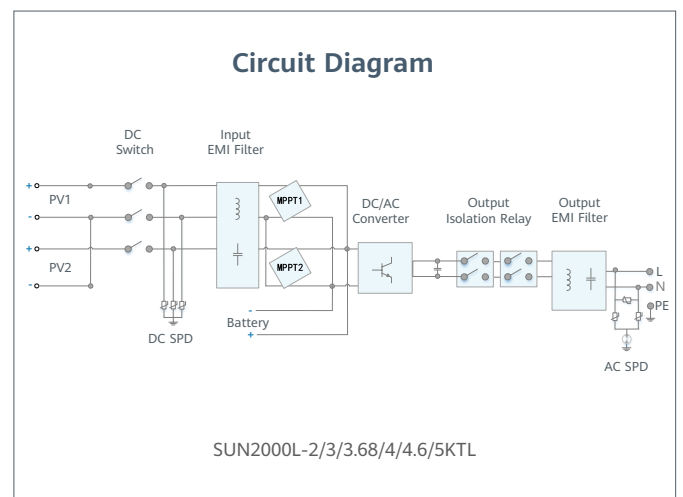 Circuit Diagram
DC
Switch
Input
EMI Filter
+
PV1
-
+
PV2
-
MPPT1
MPPT2
DC/AC
Converter
Output
Isolation Relay
Output
EMI Filter
L
N
PE
DC SPD
-
Battery
+
AC SPD
SUN2000L-2/3/3.68/4/4.6/5KTL